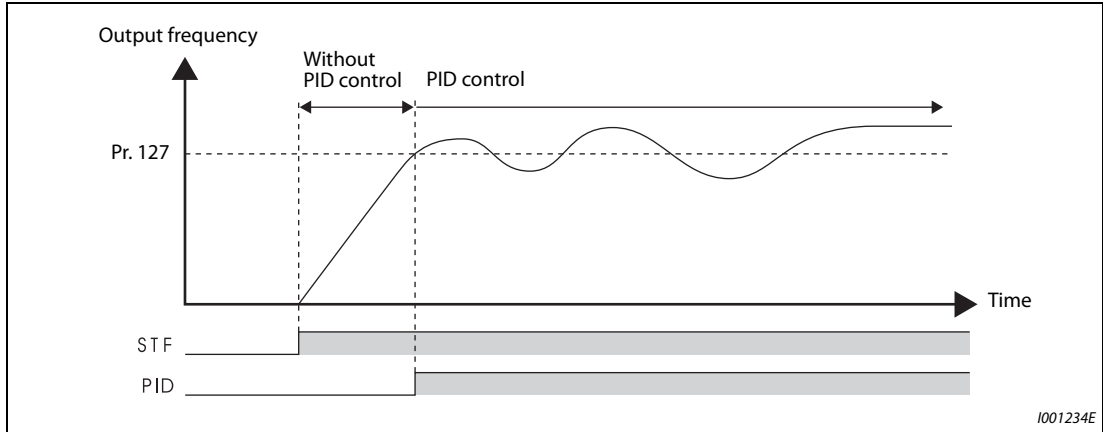 Output frequency
Without
PID control
PID control
Pr. 127
Time
STF
PID
I001234E